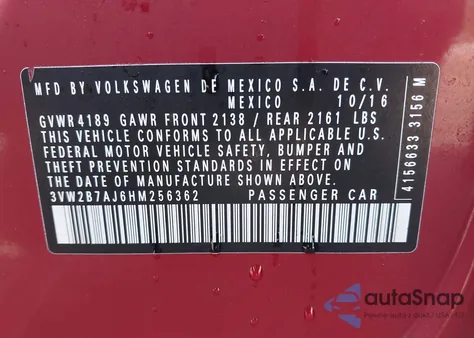 MFD BY VOLKSWAGEN DE MEXICO S.A. DE C.V.
MEXICO 10/16
GVWR 4189 GAWR FRONT 2138 / REAR 2161 LBS
THIS VEHICLE CONFORMS TO ALL APPLICABLE U.S.
FEDERAL MOTOR VEHICLE SAFETY, BUMPER AND
THEFT PREVENTION STANDARDS IN EFFECT ON
THE DATE OF MANUFACTURE SHOWN ABOVE.
3VW2B7AJ6HM256362 PASSENGER CAR
4156633 3156 M
autoSnap